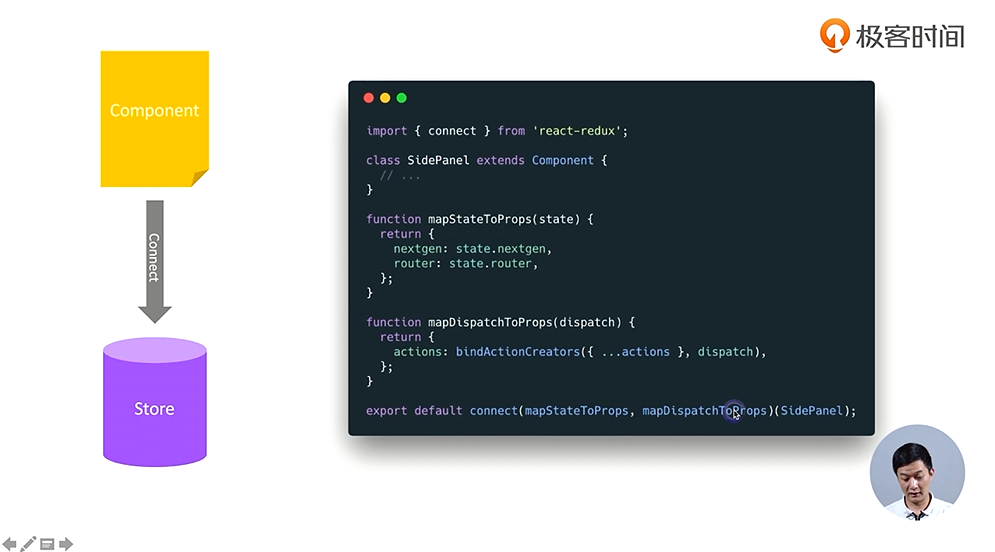 极客时间
Component
Connect
Store
import { connect } from 'react-redux';
class SidePanel extends Component {
  // ...
}
function mapStateToProps(state) {
  return {
    nextgen: state.nextgen,
    router: state.router,
  };
}
function mapDispatchToProps(dispatch) {
  return {
    actions: bindActionCreators({ ...actions }, dispatch),
  };
}
export default connect(mapStateToProps, mapDispatchToProps)(SidePanel);